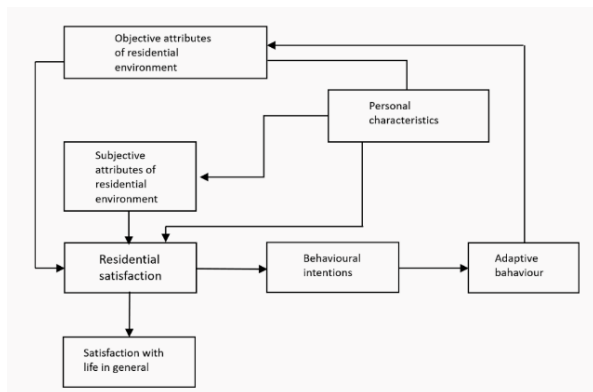 Objective attributes
of residential
environment
Personal
characteristics
Subjective
attributes of
residential
environment
Residential
satisfaction
Behavioural
intentions
Adaptive
bahaviour
Satisfaction with
life in general